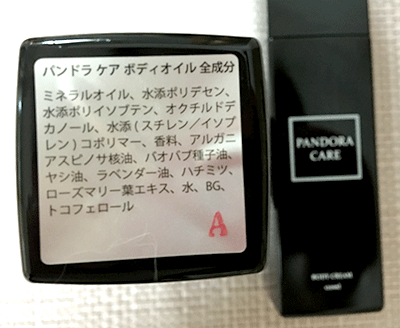 パンドラ ケア ボディオイル 全成分
ミネラルオイル、水添ポリデセン、
水添ポリイソブテン、オクチルドデ
カノール、水添 (スチレン／イソプ
レン) コポリマー、香料、アルガニ
アスピノサ核油、バオバブ種子油、
ヤシ油、ラベンダー油、ハチミツ、
ローズマリー葉エキス、水、BG、
トコフェロール
A
PANDORA
CARE
BODY CREAM